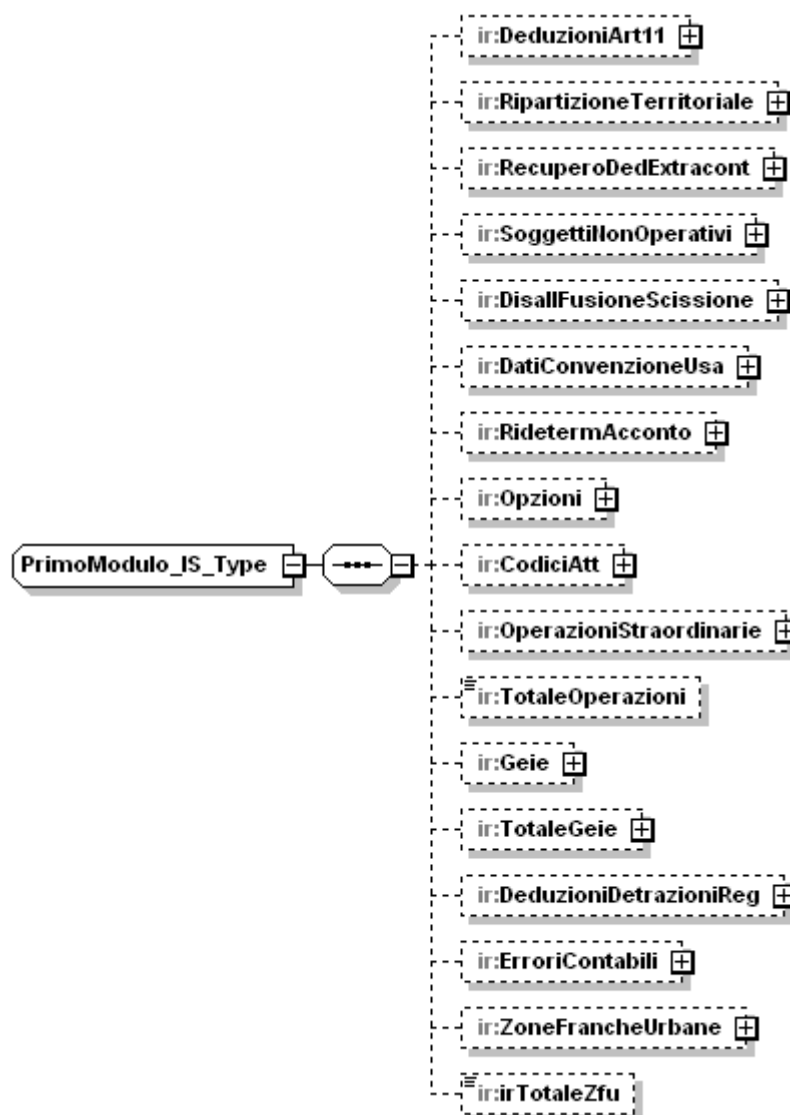 ir:DeduzioniArt11
ir:RipartizioneTerritoriale
ir:RecuperoDedExtracont
ir:SoggettiNonOperativi
ir:DisallFusioneScissione
ir:DatiConvenzioneUsa
ir:RidetermAcconto
ir:Opzioni
PrimoModulo_IS_Type
ir:CodiciAtt
ir:OperazioniStraordinarie
ir:TotaleOperazioni
ir:Geie
ir:TotaleGeie
ir:DeduzioniDetrazioniReg
ir:ErroriContabili
ir:ZoneFrancheUrbane
ir:irTotaleZfu